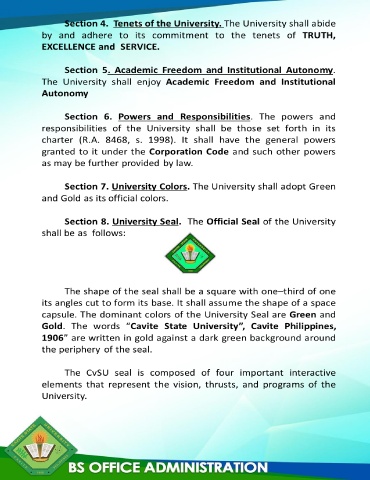 Section 4. Tenets of the University. The University shall abide
by and adhere to its commitment to the tenets of TRUTH,
EXCELLENCE and SERVICE.
Section 5. Academic Freedom and Institutional Autonomy.
The University shall enjoy Academic Freedom and Institutional
Autonomy
Section 6. Powers and Responsibilities. The powers and
responsibilities of the University shall be those set forth in its
charter (R.A. 8468, s. 1998). It shall have the general powers
granted to it under the Corporation Code and such other powers
as may be further provided by law.
Section 7. University Colors. The University shall adopt Green
and Gold as its official colors.
Section 8. University Seal. The Official Seal of the University
shall be as follows:
The shape of the seal shall be a square with one–third of one
its angles cut to form its base. It shall assume the shape of a space
capsule. The dominant colors of the University Seal are Green and
Gold. The words “Cavite State University”, Cavite Philippines,
1906” are written in gold against a dark green background around
the periphery of the seal.
The CvSU seal is composed of four important interactive
elements that represent the vision, thrusts, and programs of the
University.
BS OFFICE ADMINISTRATION